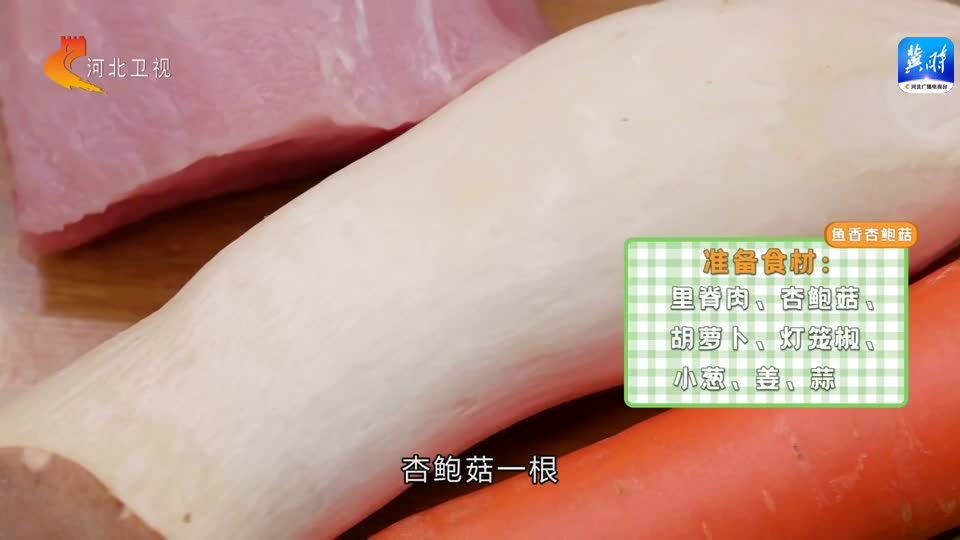 河北卫视
冀时
河北广播电视台
鱼香杏鲍菇
准备食材：
里脊肉、杏鲍菇、
胡萝卜、灯笼椒、
小葱、姜、蒜
杏鲍菇一根